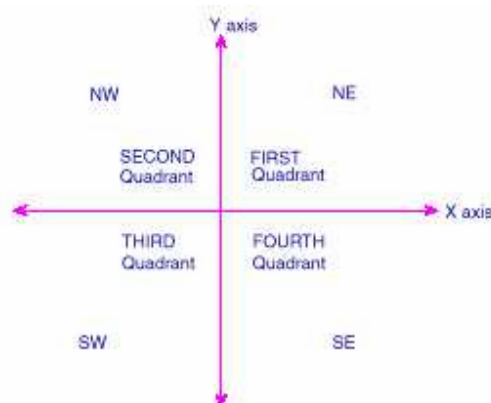 Y axis
NW
NE
SECOND
Quadrant
FIRST
Quadrant
X axis
THIRD
Quadrant
FOURTH
Quadrant
SW
SE